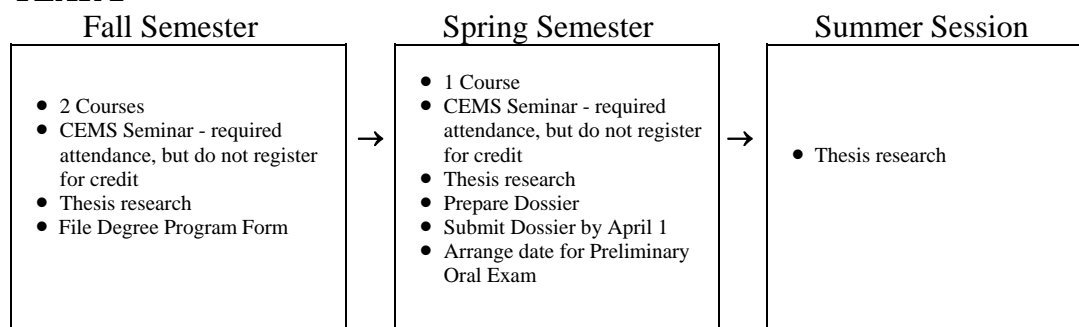 Fall Semester
Spring Semester
Summer Session
• 2 Courses
• CEMS Seminar - required
attendance, but do not register
for credit
• Thesis research
• File Degree Program Form
→
• 1 Course
• CEMS Seminar - required
attendance, but do not register
for credit
• Thesis research
• Prepare Dossier
• Submit Dossier by April 1
• Arrange date for Preliminary
Oral Exam
→
• Thesis research